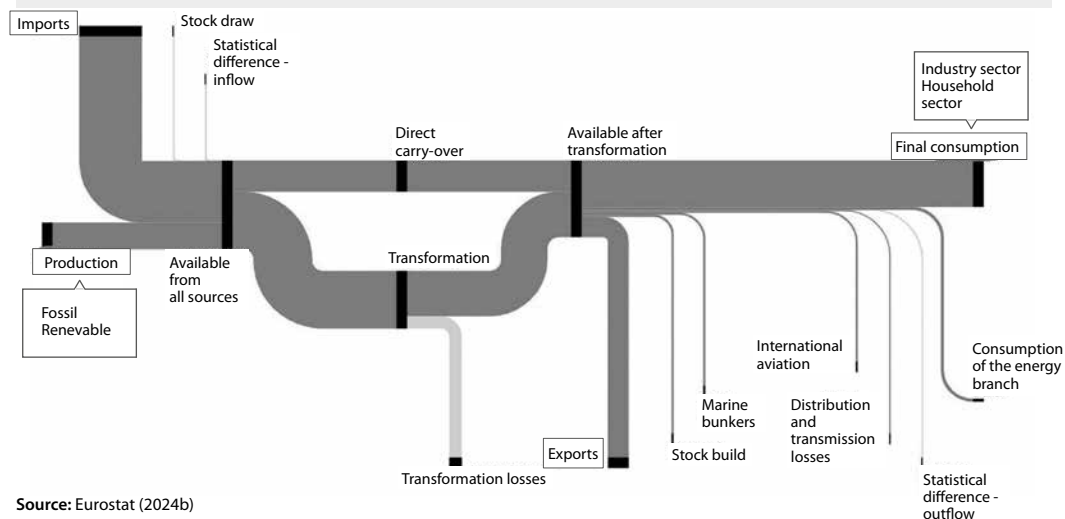 Imports
Stock draw
Statistical
difference -
inflow
Industry sector
Household
sector
Direct
carry-over
Available after
transformation
Final consumption
Production
Available
from
all sources
Transformation
Fossil
Renevable
International
aviation
Consumption
of the energy
branch
Marine
bunkers
Distribution
and
transmission
losses
Exports
Stock build
Transformation losses
Statistical
difference -
outflow
Source: Eurostat (2024b)